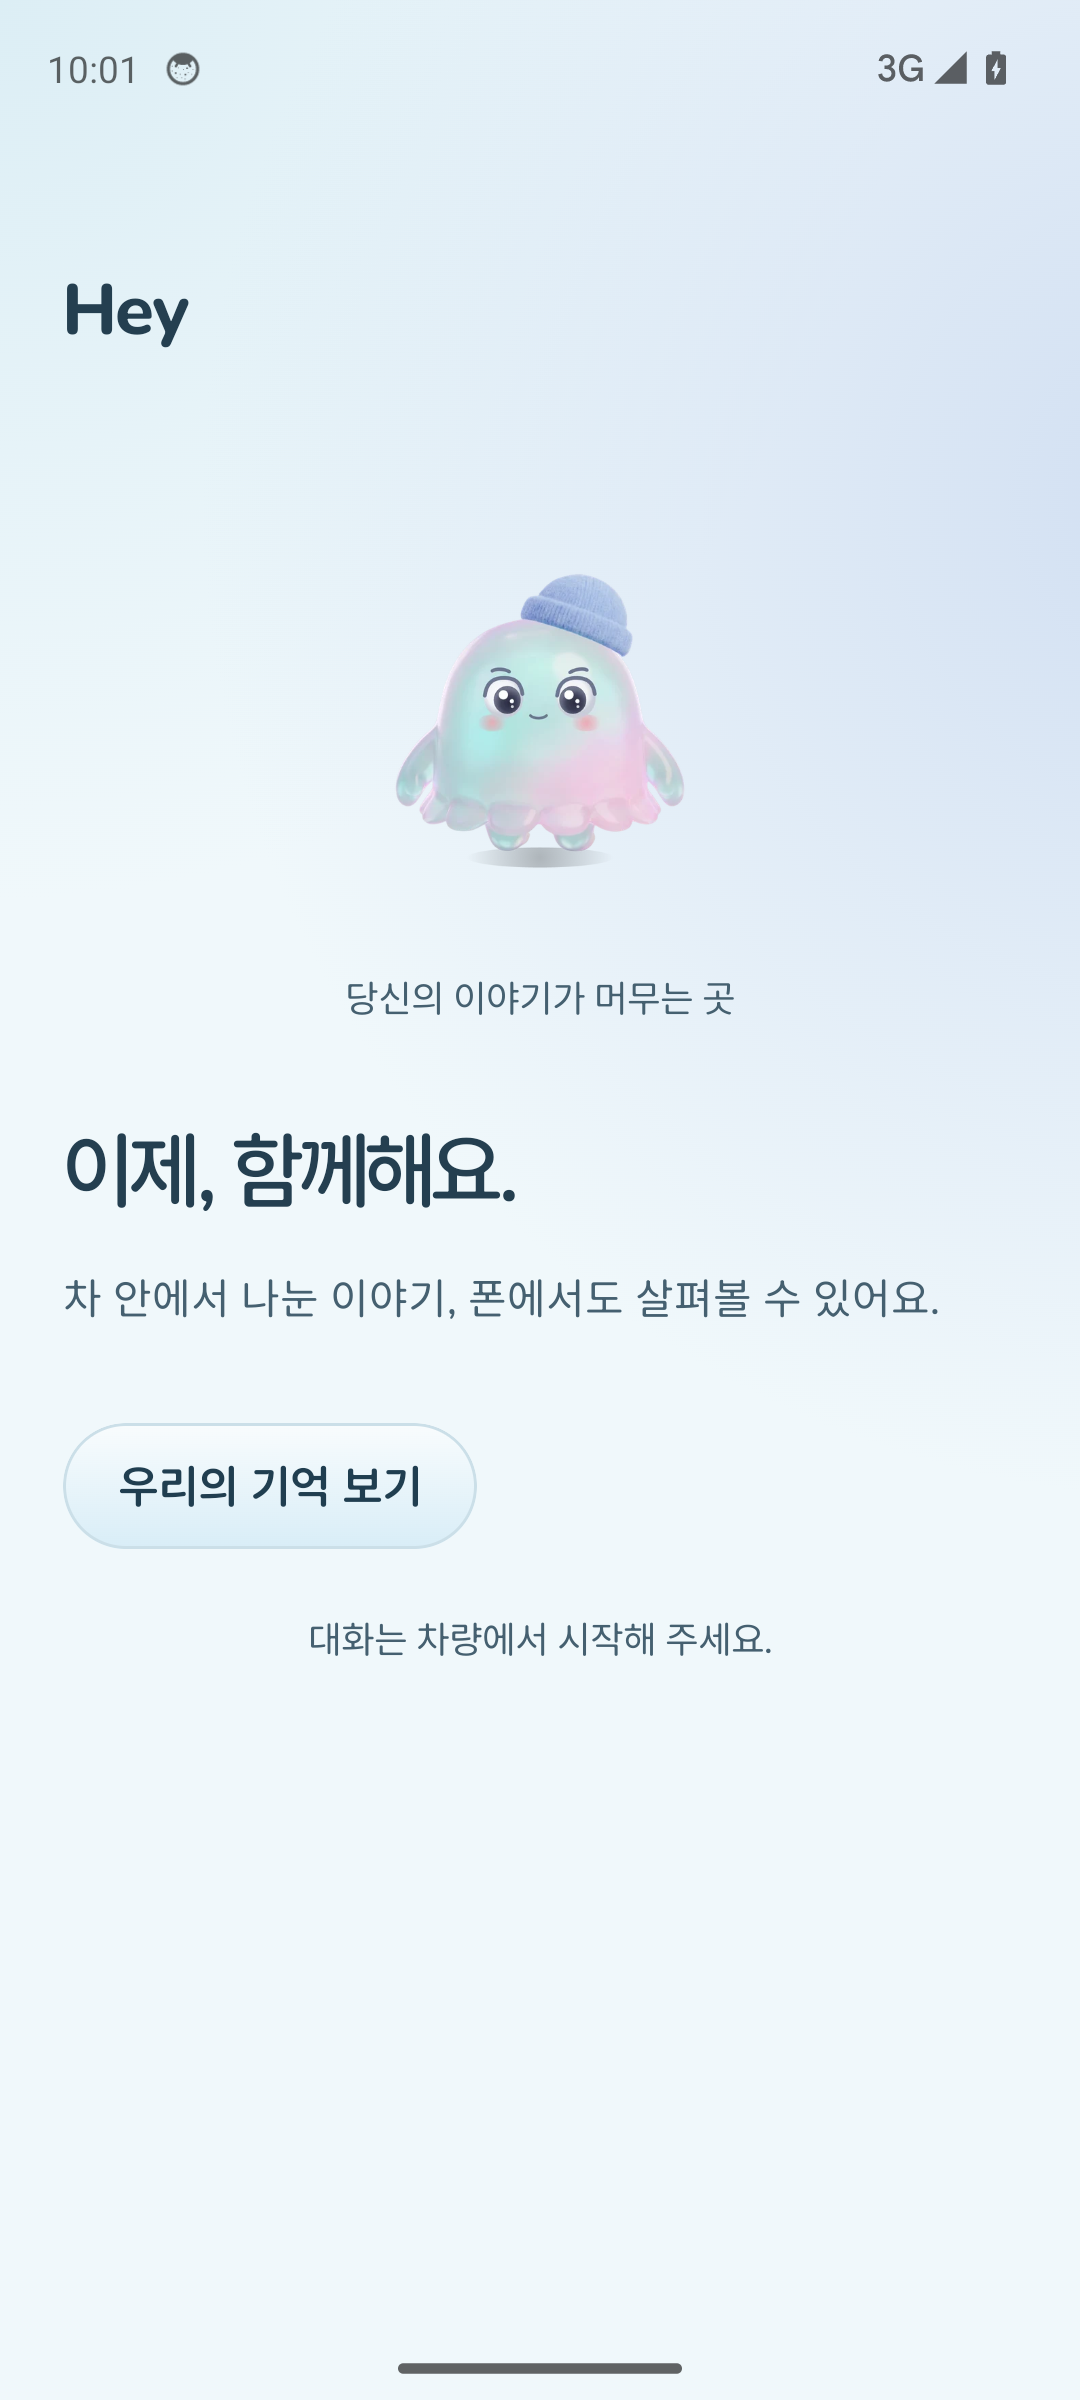 10:01
3G
Hey
당신의 이야기가 머무는 곳
이제, 함께해요.
차 안에서 나눈 이야기, 폰에서도 살펴볼 수 있어요.
우리의 기억 보기
대화는 차량에서 시작해 주세요.